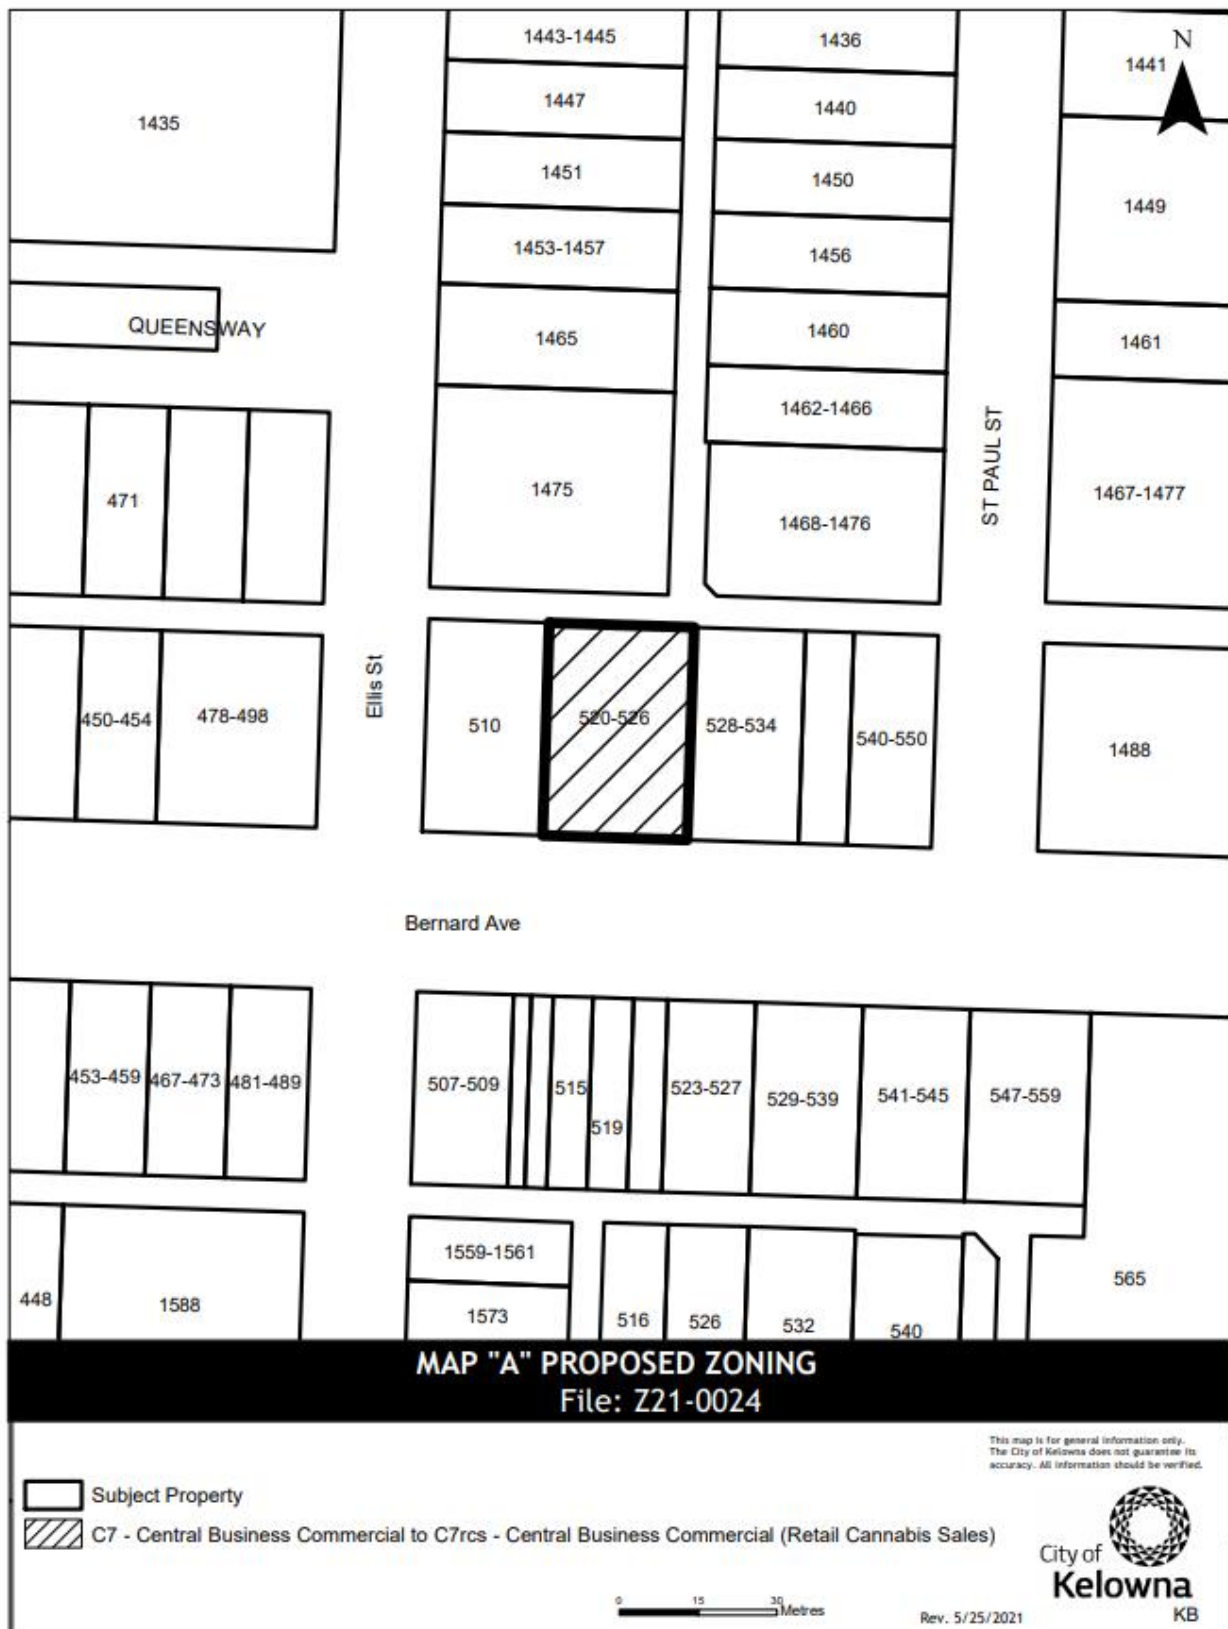 1443-1445
1436
N
1441
1447
1440
1435
1451
1450
1449
1453-1457
1456
QUEENSWAY
1465
1460
1461
1462-1466
ST PAUL ST
471
1475
1467-1477
1468-1476
Ellis St
450-454
478-498
510
520-526
528-534
540-550
1488
Bernard Ave
453-459
467-473
481-489
507-509
515
519
523-527
529-539
541-545
547-559
1559-1561
565
448
1588
1573
516
526
532
540
MAP "A" PROPOSED ZONING
File: Z21-0024
This map is for general information only.
The City of Kelowna does not guarantee its
accuracy. All information should be verified.
Subject Property
C7 - Central Business Commercial to C7rcs - Central Business Commercial (Retail Cannabis Sales)
City of
Kelowna
0 15 30 Metres
Rev. 5/25/2021
KB